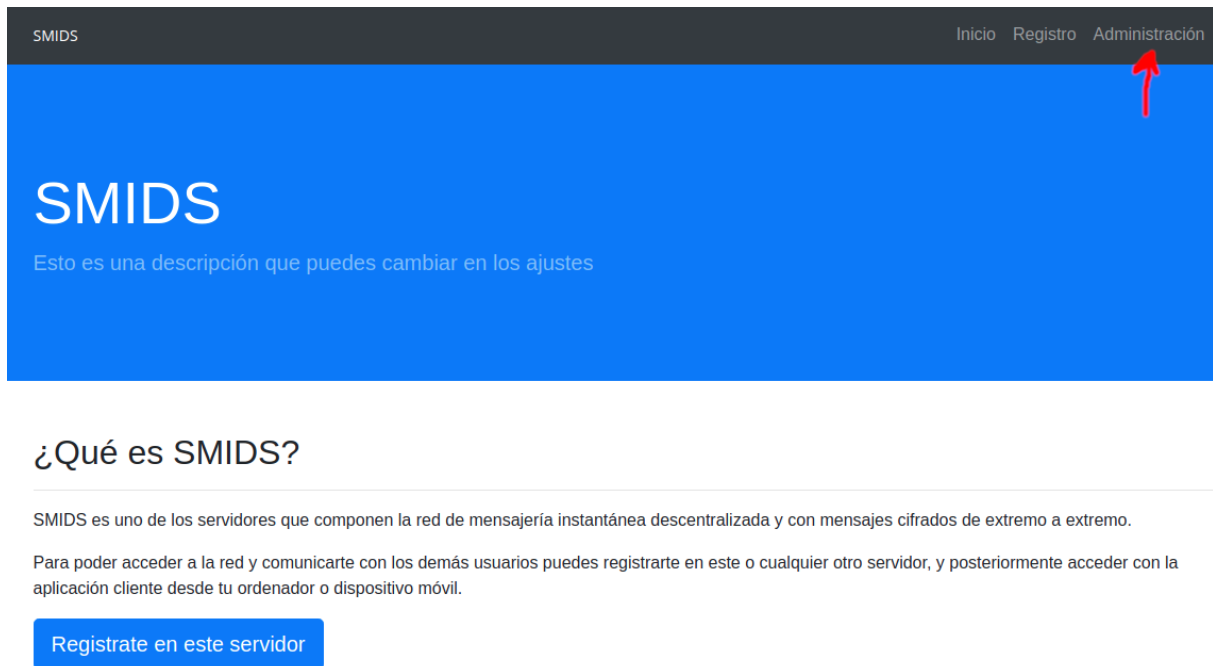 SMIDS Inicio Registro Administración
SMIDS
Esto es una descripción que puedes cambiar en los ajustes
¿Qué es SMIDS?
SMIDS es uno de los servidores que componen la red de mensajería instantánea descentralizada y con mensajes cifrados de extremo a extremo.
Para poder acceder a la red y comunicarte con los demás usuarios puedes registrarte en este o cualquier otro servidor, y posteriormente acceder con la
aplicación cliente desde tu ordenador o dispositivo móvil.
Registrate en este servidor